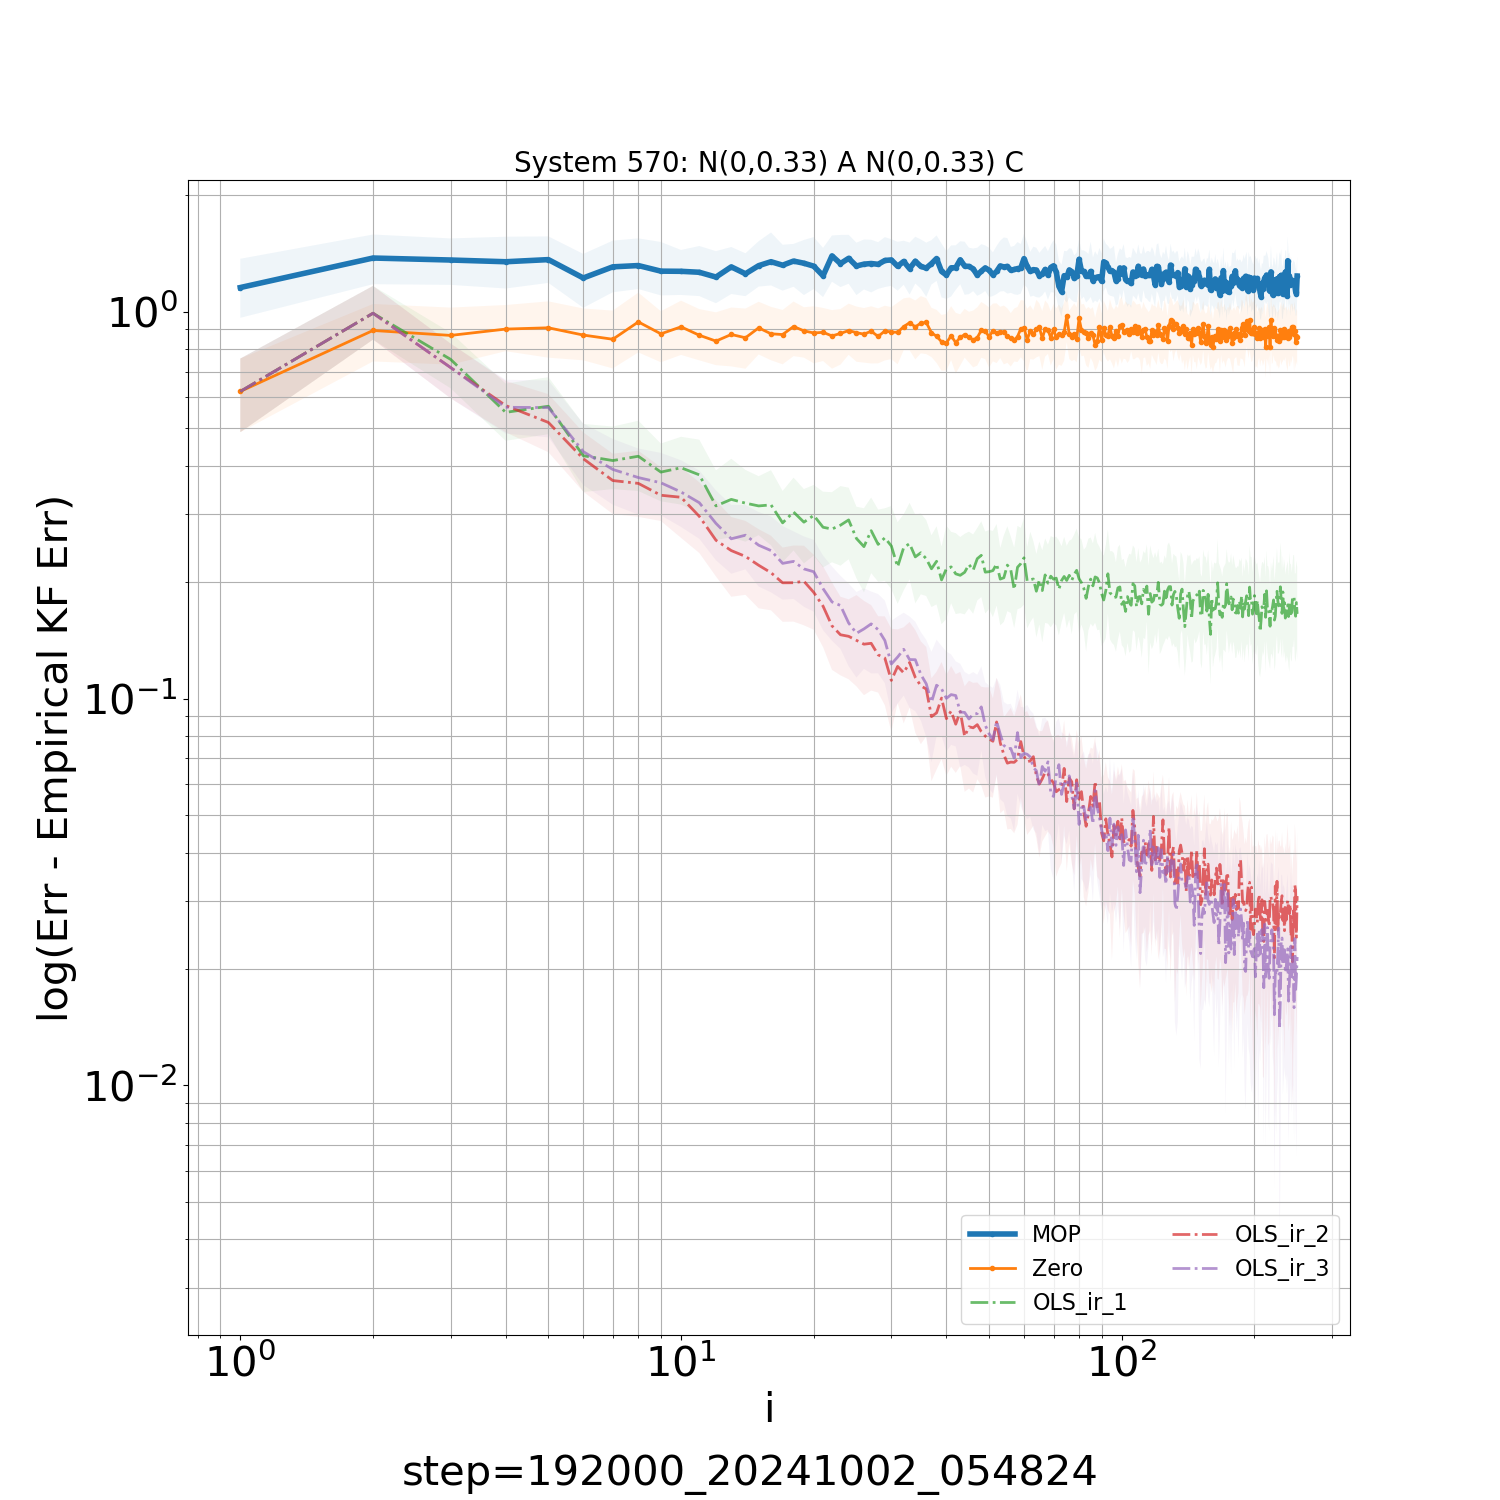 System 570: N(0,0.33) A N(0,0.33) C
log(Err - Empirical KF Err)
10⁰
10⁻¹
10⁻²
MOP
Zero
OLS_ir_1
OLS_ir_2
OLS_ir_3
10⁰ 10¹ 10²
i
step=192000_20241002_054824